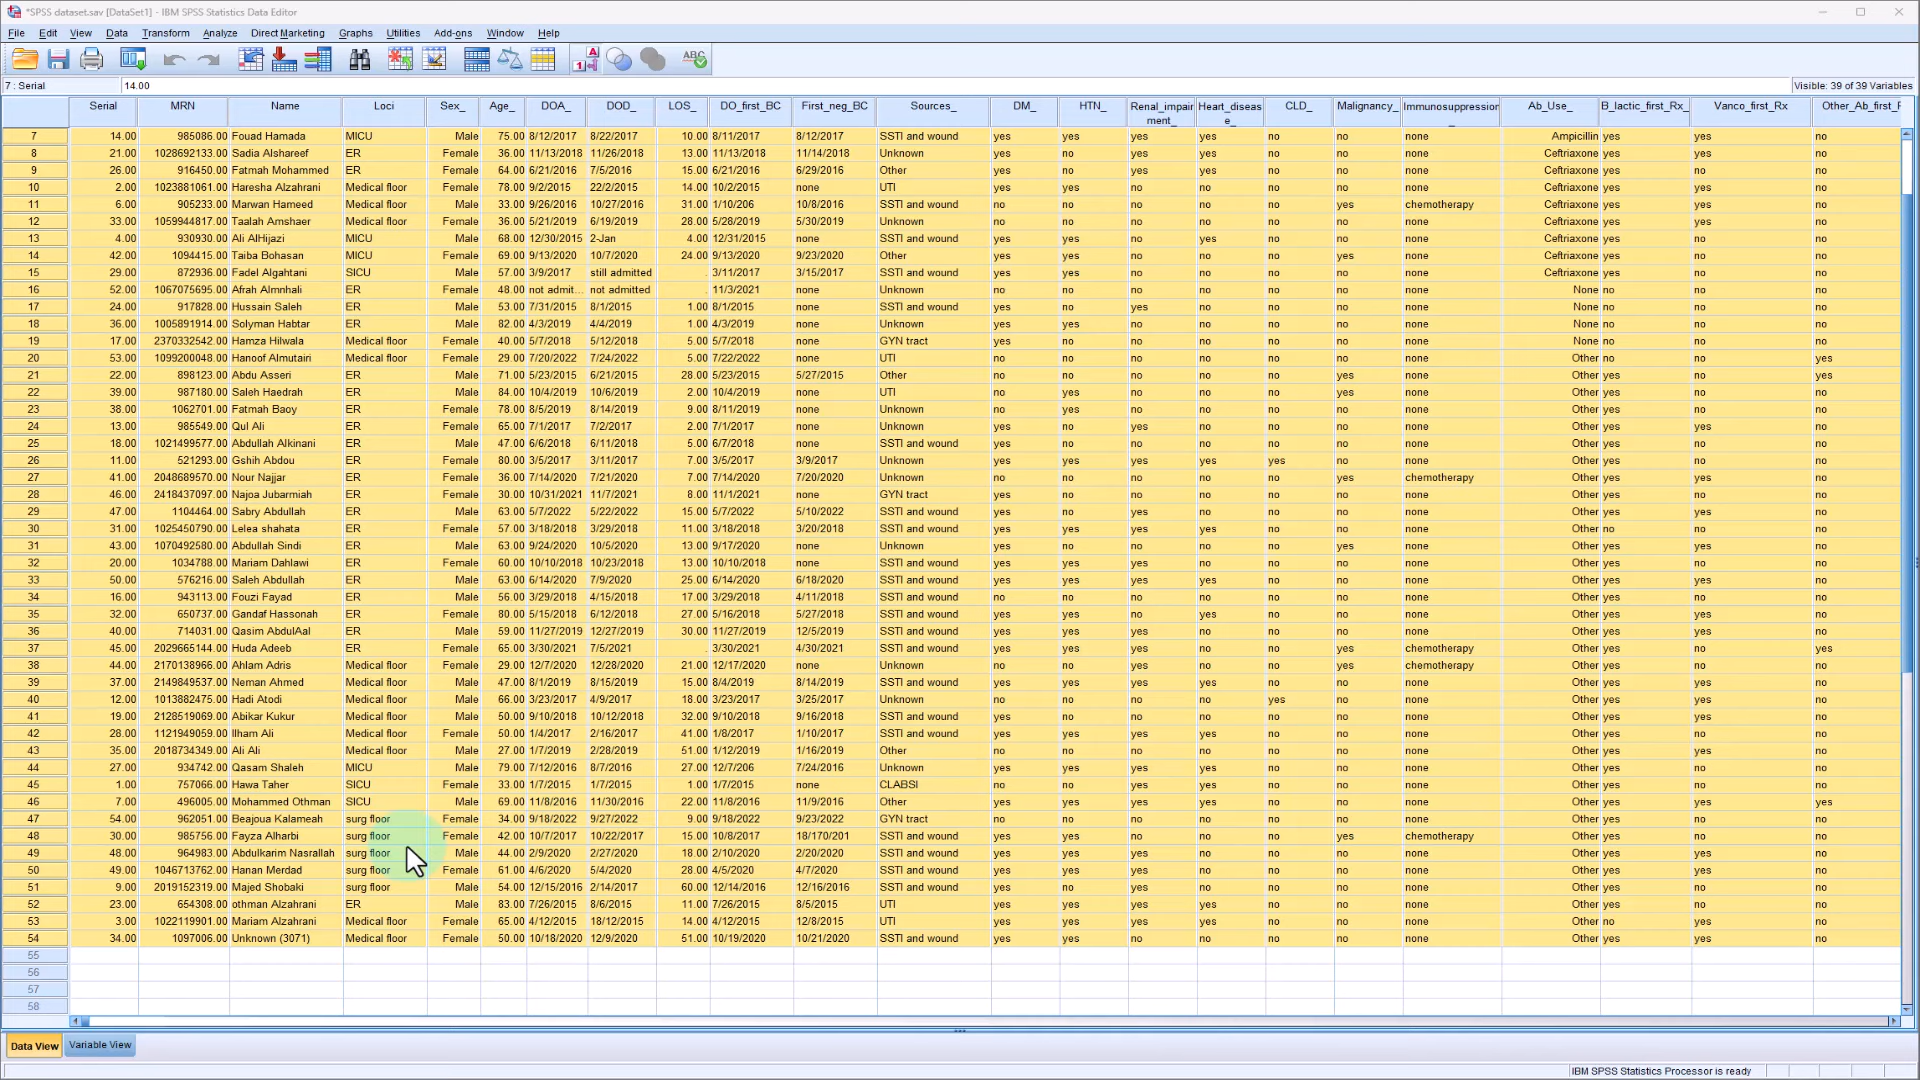 *SPSS dataset.sav [DataSet1] - IBM SPSS Statistics Data Editor
File Edit View Data Transform Analyze Direct Marketing Graphs Utilities Add-ons Window Help
7 : Serial 14.00 Visible: 39 of 39 Variables
Serial MRN Name Loci Sex_ Age_ DOA_ DOD_ LOS_ DO_first_BC First_neg_BC Sources_ DM_ HTN_ Renal_impairment_ Heart_disease_ CLD_ Malignancy_ Immunosuppression_ Ab_Use_ B_lactic_first_Rx_ Vanco_first_Rx Other_Ab_first_R
7 14.00 985086.00 Fouad Hamada MICU Male 75.00 8/12/2017 8/22/2017 10.00 8/11/2017 8/12/2017 SSTI and wound yes yes yes yes no no none Ampicillin yes yes no
8 21.00 1028692133.00 Sadia Alshareef ER Female 36.00 11/13/2018 11/26/2018 13.00 11/13/2018 11/14/2018 Unknown yes no yes yes no no none Ceftriaxone yes yes no
9 26.00 916450.00 Fatmah Mohammed ER Female 64.00 6/21/2016 7/5/2016 15.00 6/21/2016 6/29/2016 Other yes no yes yes no no none Ceftriaxone yes no no
10 2.00 1023881061.00 Haresha Alzahrani Medical floor Female 78.00 9/2/2015 22/2/2015 14.00 10/2/2015 none UTI yes yes no no no no none Ceftriaxone yes yes no
11 6.00 905233.00 Marwan Hameed Medical floor Male 33.00 9/26/2016 10/27/2016 31.00 1/10/206 10/8/2016 SSTI and wound no no no no no yes chemotherapy Ceftriaxone yes yes no
12 33.00 1059944817.00 Taalah Amshaer Medical floor Female 36.00 5/21/2019 6/19/2019 28.00 5/28/2019 5/30/2019 Unknown no no no no no no none Ceftriaxone yes yes no
13 4.00 930930.00 Ali AlHijazi MICU Male 68.00 12/30/2015 2-Jan 4.00 12/31/2015 none SSTI and wound yes yes no yes no no none Ceftriaxone yes no no
14 42.00 1094415.00 Taiba Bohasan MICU Female 69.00 9/13/2020 10/7/2020 24.00 9/13/2020 9/23/2020 Other yes yes no no no yes none Ceftriaxone yes no no
15 29.00 872936.00 Fadel Algahtani SICU Male 57.00 3/9/2017 still admitted . 3/11/2017 3/15/2017 SSTI and wound yes yes no no no no none Ceftriaxone yes yes no
16 52.00 1067075695.00 Afrah Almnhali ER Female 48.00 not admit... not admitted . 11/3/2021 none Unknown no no no no no no none None no no no
17 24.00 917828.00 Hussain Saleh ER Male 53.00 7/31/2015 8/1/2015 1.00 8/1/2015 none SSTI and wound yes no yes no no no none None no no no
18 36.00 1005891914.00 Solyman Habtar ER Male 82.00 4/3/2019 4/4/2019 1.00 4/3/2019 none Unknown yes yes no no no no none None no no no
19 17.00 2370332542.00 Hamza Hilwala Medical floor Male 40.00 5/7/2018 5/12/2018 5.00 5/7/2018 none GYN tract yes no no no no no none None no no no
20 53.00 1099200048.00 Hanoof Almutairi Medical floor Female 29.00 7/20/2022 7/24/2022 5.00 7/22/2022 none UTI no no no no no no none Other no no yes
21 22.00 898123.00 Abdu Asseri ER Male 71.00 5/23/2015 6/21/2015 28.00 5/23/2015 5/27/2015 Other no no no no no yes none Other yes no yes
22 39.00 987180.00 Saleh Haedrah ER Male 84.00 10/4/2019 10/6/2019 2.00 10/4/2019 none UTI no yes no no no yes none Other yes no no
23 38.00 1062701.00 Fatmah Baoy ER Female 78.00 8/5/2019 8/14/2019 9.00 8/11/2019 none Unknown yes no no no no no none Other yes no no
24 13.00 985549.00 Qul Ali ER Female 65.00 7/1/2017 7/2/2017 2.00 7/1/2017 none Unknown yes no yes no no no none Other yes no no
25 18.00 1021499577.00 Abdullah Alkinani ER Male 47.00 6/6/2018 6/11/2018 5.00 6/7/2018 none SSTI and wound yes no no no no no none Other yes no no
26 11.00 521293.00 Gshih Abdou ER Female 80.00 3/5/2017 3/11/2017 7.00 3/5/2017 3/9/2017 Unknown yes yes yes yes yes no none Other yes no no
27 41.00 2048689570.00 Nour Najjar ER Female 36.00 7/14/2020 7/21/2020 7.00 7/14/2020 7/20/2020 Unknown no no no no no yes chemotherapy Other yes yes no
28 46.00 2418437097.00 Najoa Jubarmiah ER Female 30.00 10/31/2021 11/7/2021 8.00 11/1/2021 none GYN tract yes no no no no no none Other yes no no
29 47.00 1104464.00 Sabry Abdullah ER Male 63.00 5/7/2022 5/22/2022 15.00 5/7/2022 5/10/2022 SSTI and wound yes no yes no no no none Other yes yes no
30 31.00 1025450790.00 Lelea shahata ER Female 57.00 3/18/2018 3/29/2018 11.00 3/18/2018 3/20/2018 SSTI and wound yes yes yes yes no no none Other no no no
31 43.00 1070492580.00 Abdullah Sindi ER Male 63.00 9/24/2020 10/5/2020 13.00 9/17/2020 none Unknown yes no no no no yes none Other yes yes no
32 20.00 1034788.00 Mariam Dahlawi ER Female 60.00 10/10/2018 10/23/2018 13.00 10/10/2018 none SSTI and wound yes yes yes no no no none Other yes no no
33 50.00 576216.00 Saleh Abdullah ER Male 63.00 6/14/2020 7/9/2020 25.00 6/14/2020 6/18/2020 SSTI and wound yes yes yes yes no no none Other yes yes no
34 16.00 943113.00 Fouzi Fayad ER Male 56.00 3/29/2018 4/15/2018 17.00 3/29/2018 4/11/2018 SSTI and wound no no no no no no none Other yes no no
35 32.00 650737.00 Gandaf Hassonah ER Female 80.00 5/15/2018 6/12/2018 27.00 5/16/2018 5/27/2018 SSTI and wound yes yes no yes no no none Other yes yes no
36 40.00 714031.00 Qasim AbdulAal ER Male 59.00 11/27/2019 12/27/2019 30.00 11/27/2019 12/5/2019 SSTI and wound yes yes yes no no no none Other yes yes no
37 45.00 2029665144.00 Huda Adeeb ER Female 65.00 3/30/2021 7/5/2021 . 3/30/2021 4/30/2021 SSTI and wound yes yes no no no yes chemotherapy Other yes no yes
38 44.00 2170138966.00 Ahlam Adris Medical floor Female 29.00 12/7/2020 12/28/2020 21.00 12/17/2020 none Unknown no no no no no yes chemotherapy Other yes no no
39 37.00 2149849537.00 Neman Ahmed Medical floor Male 47.00 8/1/2019 8/15/2019 15.00 8/4/2019 8/14/2019 SSTI and wound yes yes yes yes no no none Other yes yes no
40 12.00 1013882475.00 Hadi Atodi Medical floor Male 66.00 3/23/2017 4/9/2017 18.00 3/23/2017 3/25/2017 Unknown no no no no yes no none Other yes yes no
41 19.00 2128519069.00 Abikar Kukur Medical floor Male 50.00 9/10/2018 10/12/2018 32.00 9/10/2018 9/16/2018 SSTI and wound yes no no no no no none Other yes yes no
42 28.00 1121949059.00 Ilham Ali Medical floor Female 50.00 1/4/2017 2/16/2017 41.00 1/8/2017 1/10/2017 SSTI and wound yes yes yes yes no no none Other yes no no
43 35.00 2018734349.00 Ali Ali Medical floor Male 27.00 1/7/2019 2/28/2019 51.00 1/12/2019 1/16/2019 Other no no no no no no none Other yes yes no
44 27.00 934742.00 Qasam Shaleh MICU Male 79.00 7/12/2016 8/7/2016 27.00 12/7/206 7/24/2016 Unknown yes yes yes yes no no none Other yes no no
45 1.00 757066.00 Hawa Taher SICU Female 33.00 1/7/2015 1/7/2015 1.00 1/7/2015 none CLABSI no no yes yes no no none Other yes no no
46 7.00 496005.00 Mohammed Othman SICU Male 69.00 11/8/2016 11/30/2016 22.00 11/8/2016 11/9/2016 Other yes yes yes yes no no none Other yes yes yes
47 54.00 962051.00 Beajoua Kalameah surg floor Female 34.00 9/18/2022 9/27/2022 9.00 9/18/2022 9/23/2022 GYN tract no no no no no no none Other yes no no
48 30.00 985756.00 Fayza Alharbi surg floor Female 42.00 10/7/2017 10/22/2017 15.00 10/8/2017 18/170/201 SSTI and wound yes yes no no no yes chemotherapy Other yes yes no
49 48.00 964983.00 Abdulkarim Nasrallah surg floor Male 44.00 2/9/2020 2/27/2020 18.00 2/10/2020 2/20/2020 SSTI and wound yes yes yes no no no none Other yes yes no
50 49.00 1046713762.00 Hanan Merdad surg floor Female 61.00 4/6/2020 5/4/2020 28.00 4/5/2020 4/7/2020 SSTI and wound yes yes yes no no no none Other yes yes no
51 9.00 2019152319.00 Majed Shobaki surg floor Male 54.00 12/15/2016 2/14/2017 60.00 12/14/2016 12/16/2016 SSTI and wound yes no no no no no none Other yes no no
52 23.00 654308.00 othman Alzahrani ER Male 83.00 7/26/2015 8/6/2015 11.00 7/26/2015 8/5/2015 UTI yes yes yes yes no no none Other yes no no
53 3.00 1022119901.00 Mariam Alzahrani Medical floor Female 65.00 4/12/2015 18/12/2015 14.00 4/12/2015 12/8/2015 UTI yes yes yes yes no no none Other no yes no
54 34.00 1097006.00 Unknown (3071) Medical floor Female 50.00 10/18/2020 12/9/2020 51.00 10/19/2020 10/21/2020 SSTI and wound yes yes no no no no none Other yes yes no
55
56
57
58
Data View Variable View
IBM SPSS Statistics Processor is ready